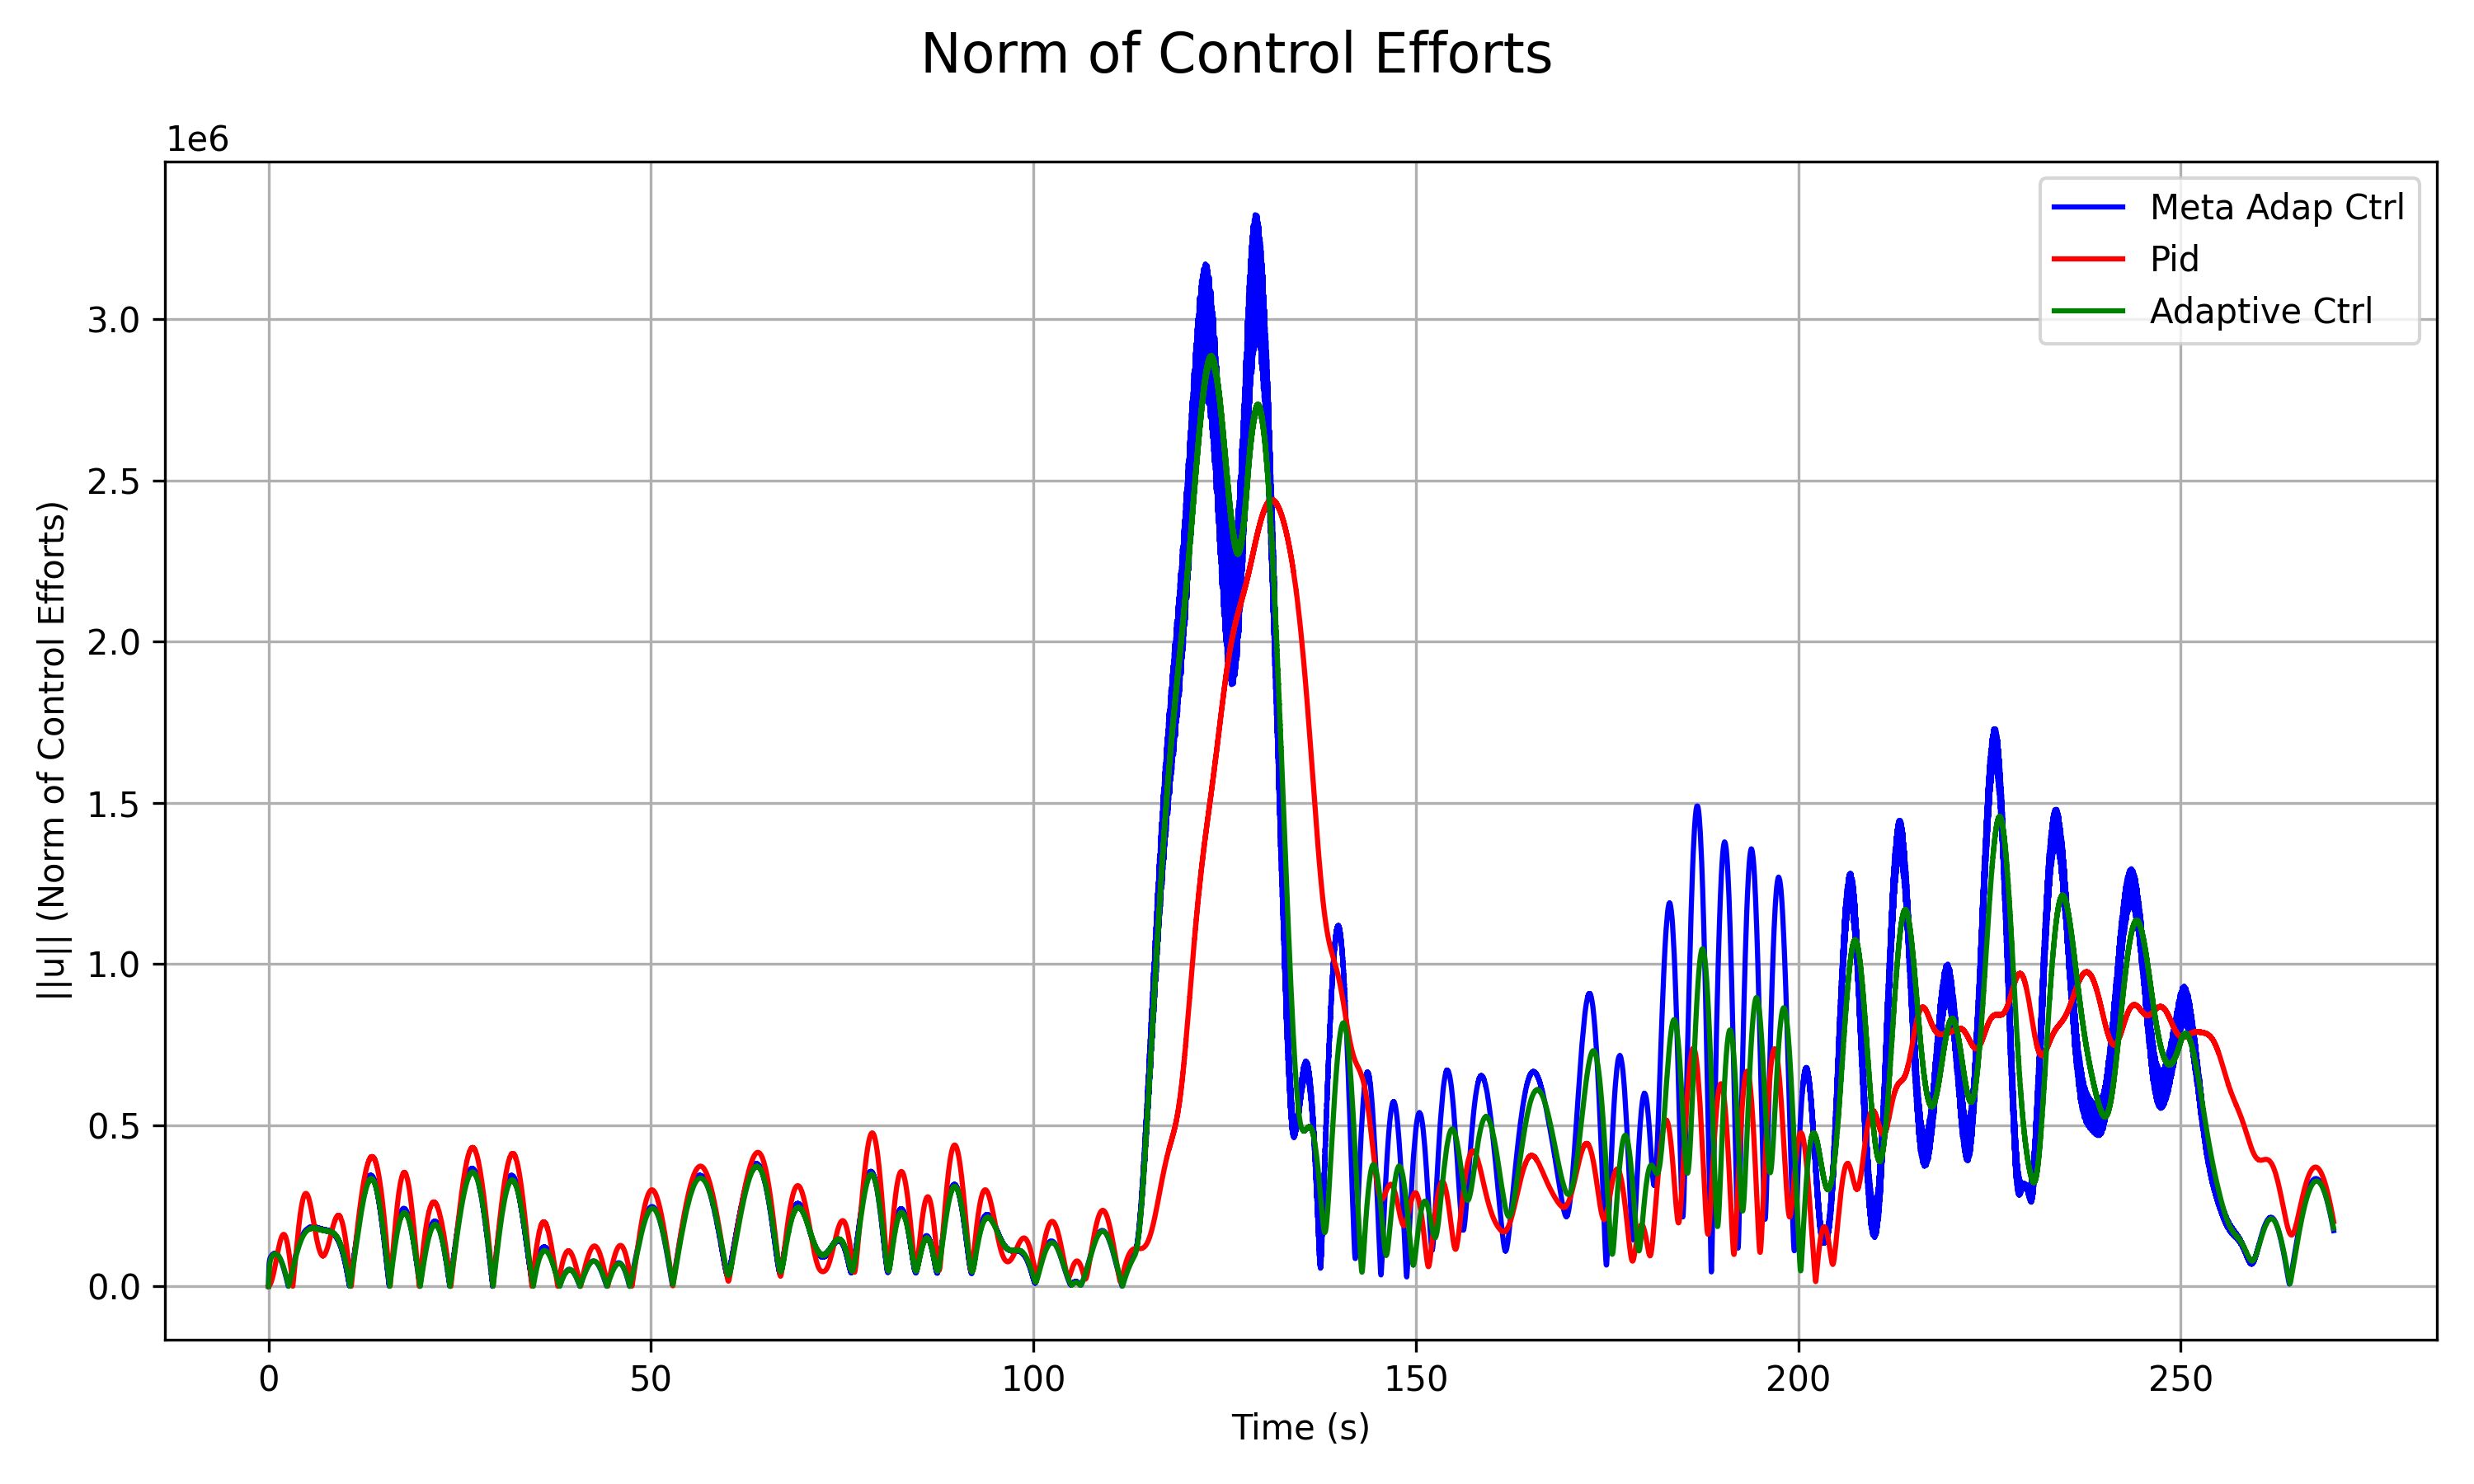 Norm of Control Efforts
1e6
Meta Adap Ctrl
Pid
Adaptive Ctrl
3.0
2.5
2.0
1.5
1.0
0.5
0.0
||u|| (Norm of Control Efforts)
0 50 100 150 200 250
Time (s)